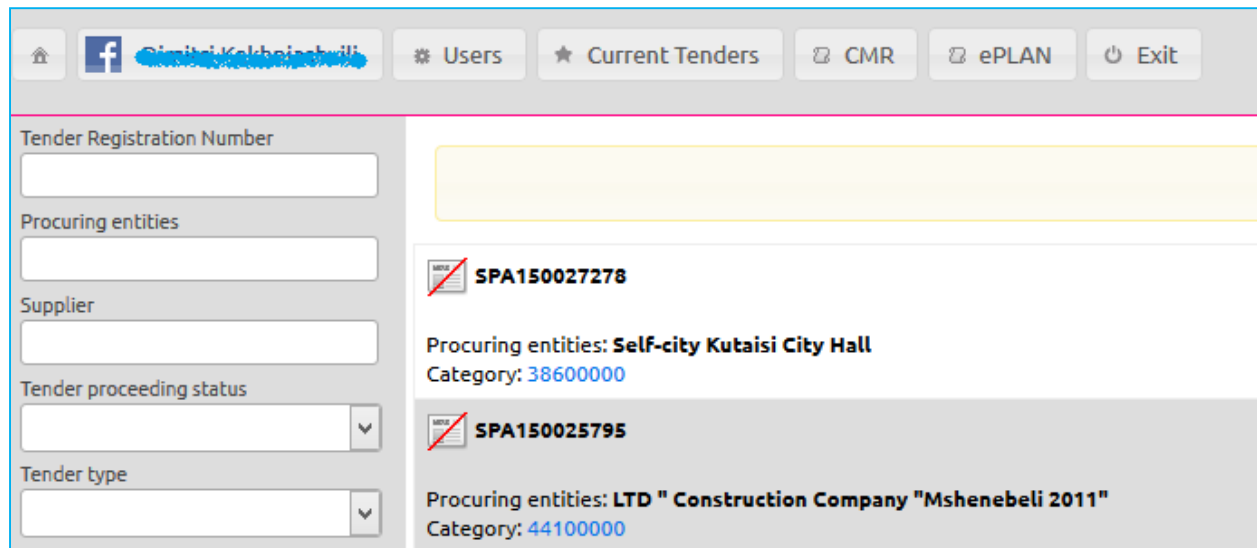 Users
Current Tenders
CMR
ePLAN
Exit
Tender Registration Number
Procuring entities
Supplier
Tender proceeding status
Tender type
SPA150027278
Procuring entities: Self-city Kutaisi City Hall
Category: 38600000
SPA150025795
Procuring entities: LTD " Construction Company "Mshenebeli 2011"
Category: 44100000